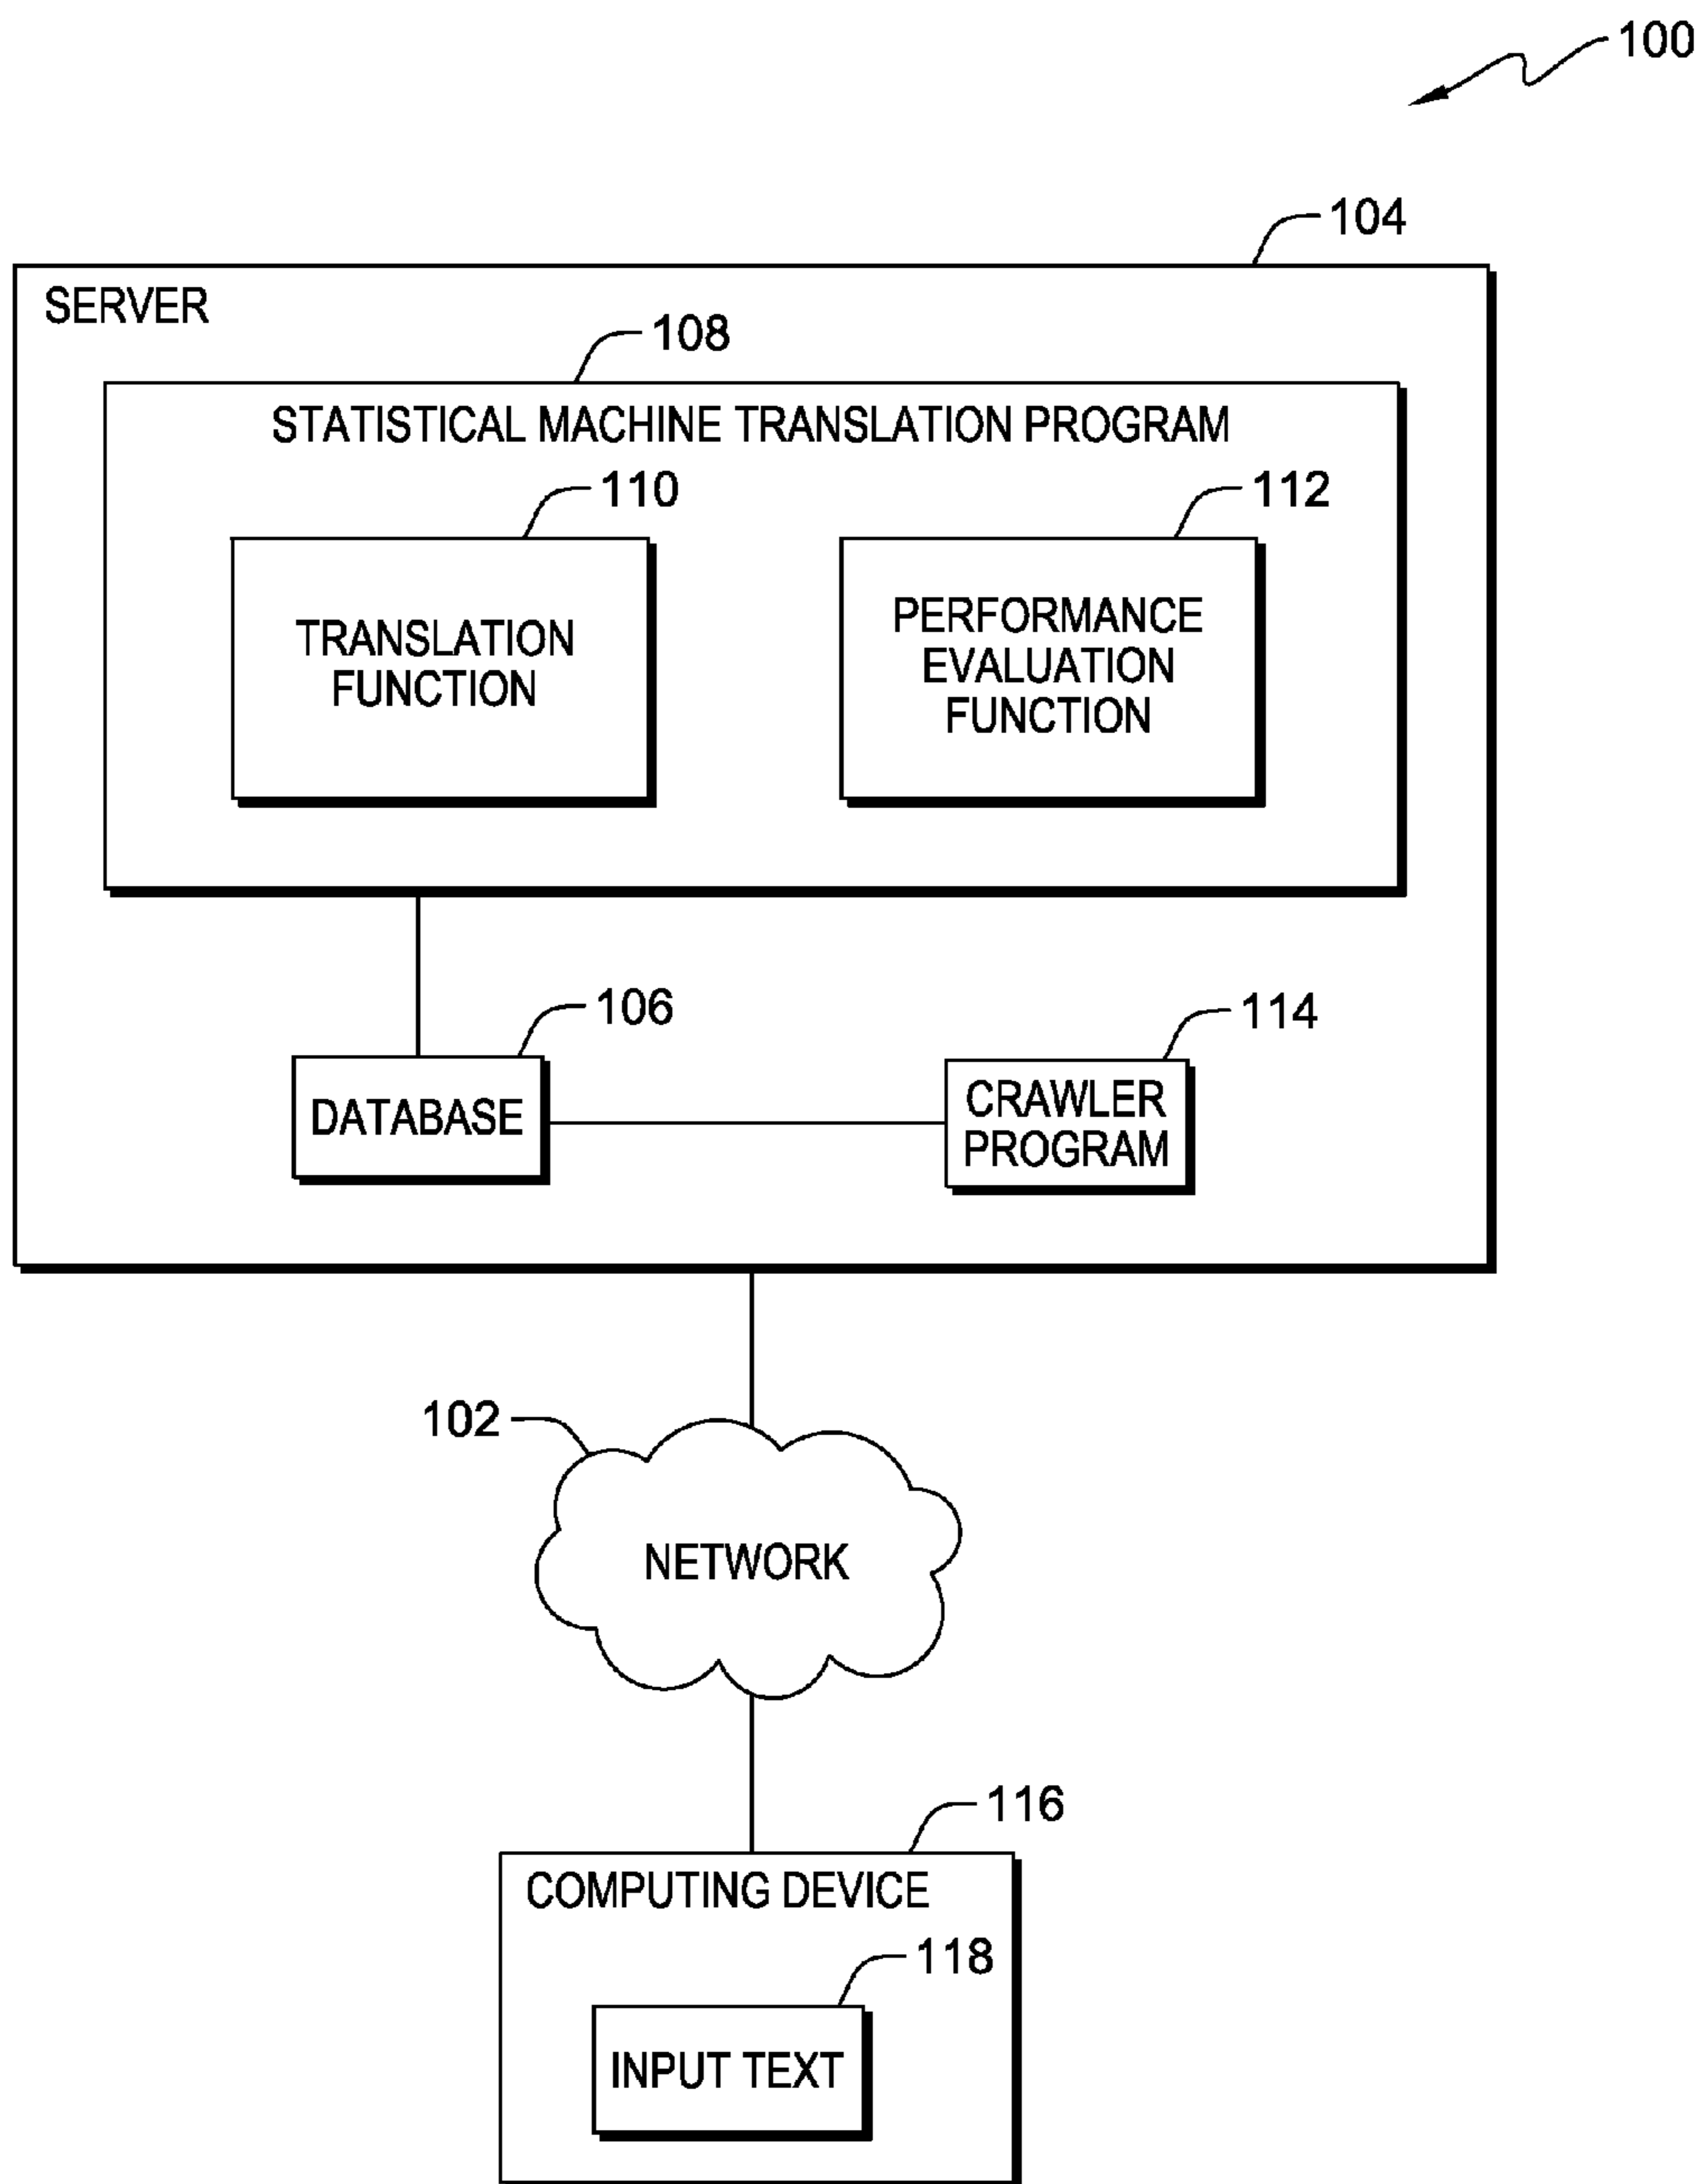 100
104
SERVER
108
STATISTICAL MACHINE TRANSLATION PROGRAM
110
112
TRANSLATION
FUNCTION
PERFORMANCE
EVALUATION
FUNCTION
106
114
DATABASE
CRAWLER
PROGRAM
102
NETWORK
116
COMPUTING DEVICE
118
INPUT TEXT